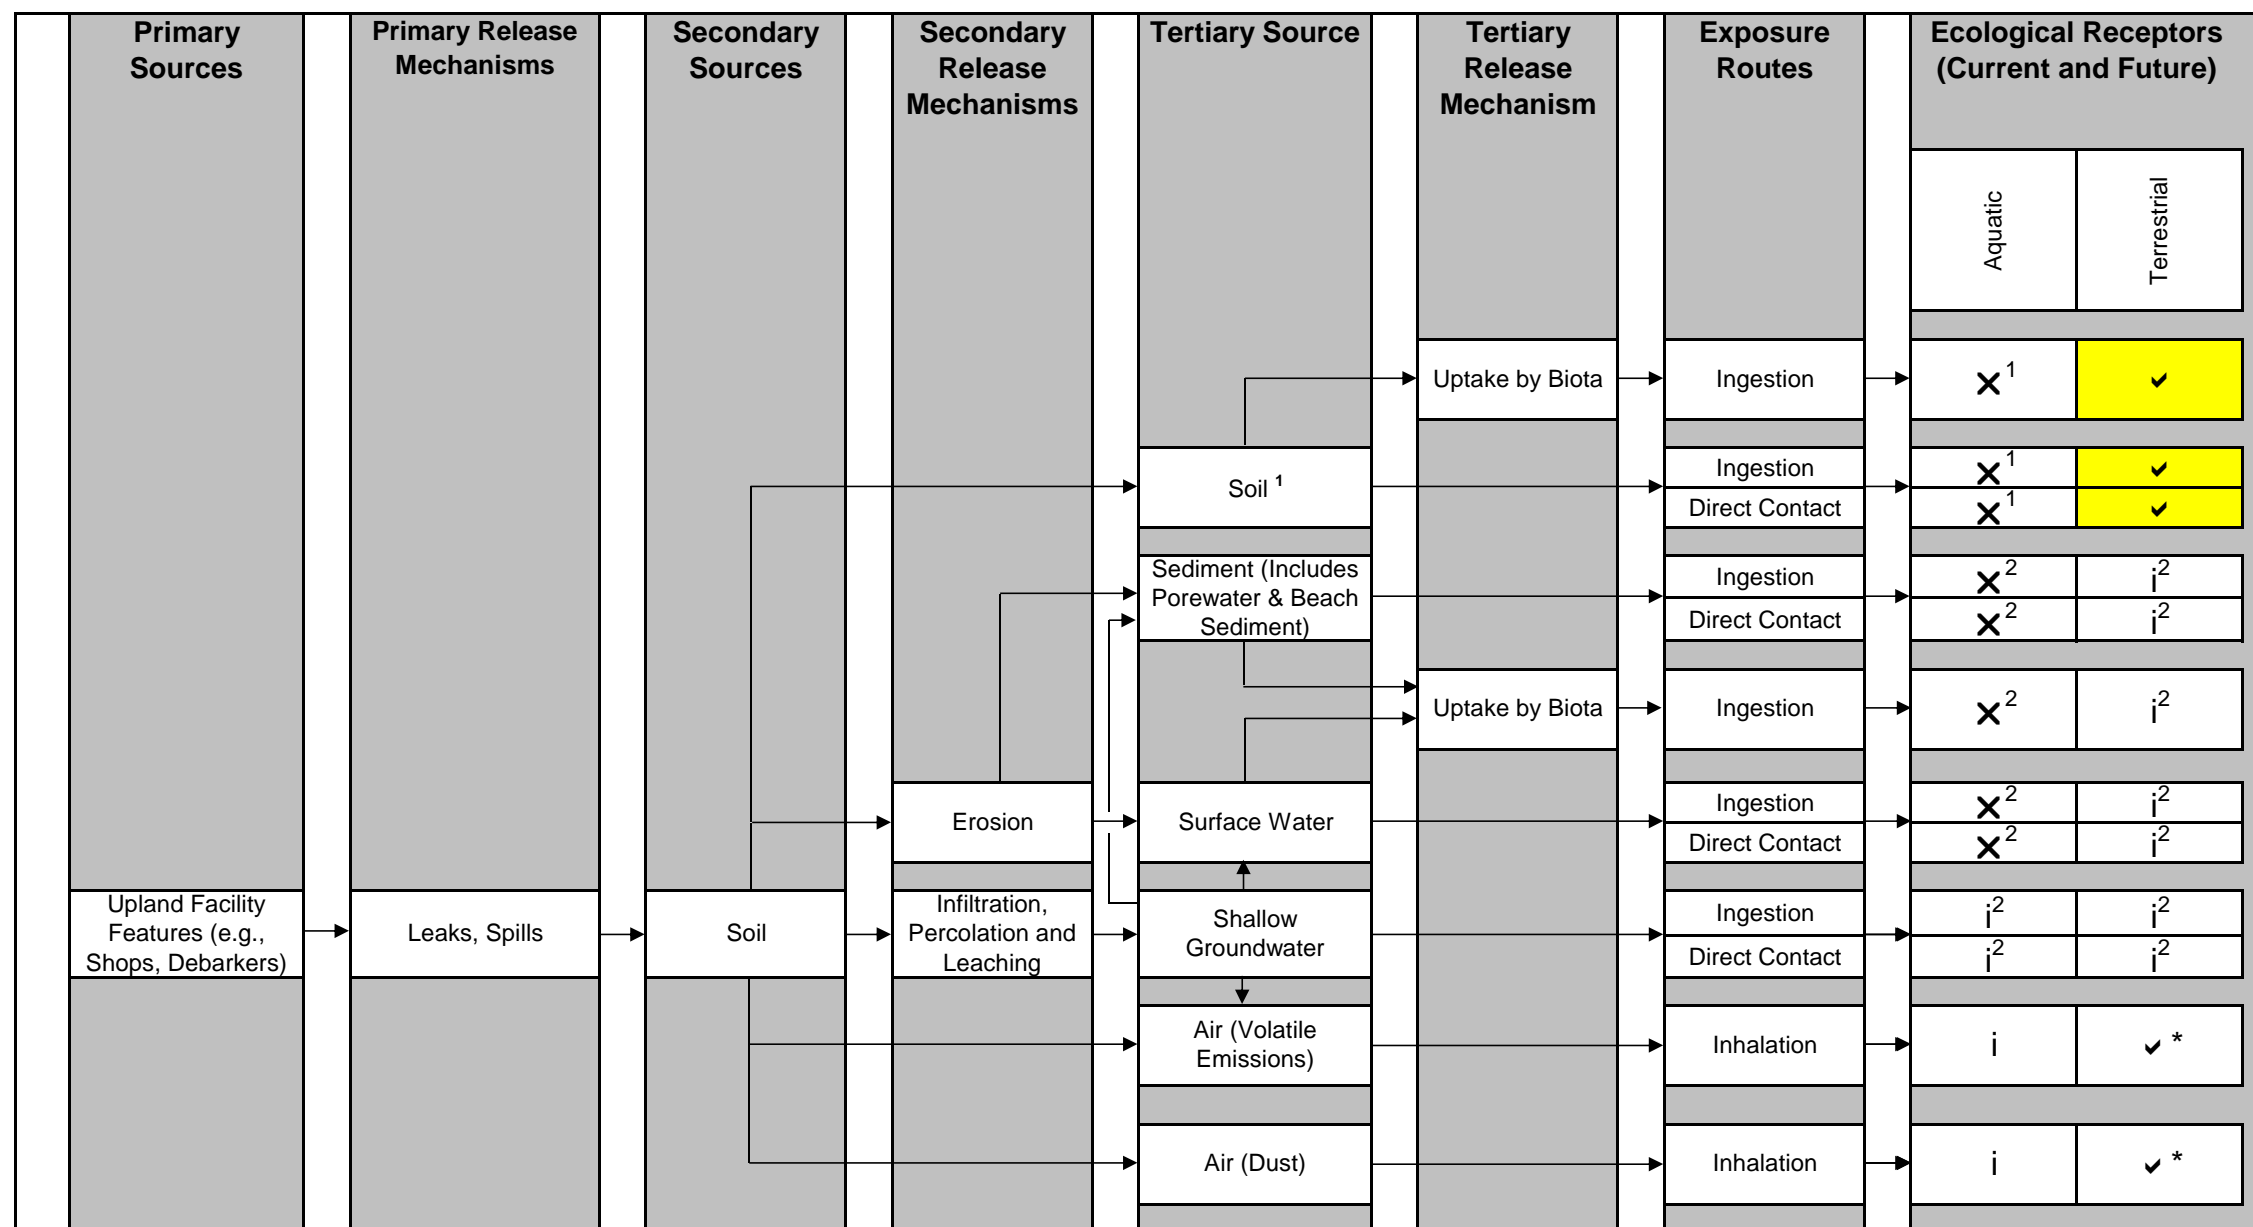 Primary
Sources
Primary Release
Mechanisms
Secondary
Sources
Secondary
Release
Mechanisms
Tertiary Source
Tertiary
Release
Mechanism
Exposure
Routes
Ecological Receptors
(Current and Future)
Aquatic
Terrestrial
Uptake by Biota
Ingestion
✕1
✓
Soil 1
Ingestion
✕1
✓
Direct Contact
✕1
✓
Sediment (Includes
Porewater & Beach
Sediment)
Ingestion
✕2
i2
Direct Contact
✕2
i2
Uptake by Biota
Ingestion
✕2
i2
Erosion
Surface Water
Ingestion
✕2
i2
Direct Contact
✕2
i2
Upland Facility
Features (e.g.,
Shops, Debarkers)
Leaks, Spills
Soil
Infiltration,
Percolation and
Leaching
Shallow
Groundwater
Ingestion
i2
i2
Direct Contact
i2
i2
Air (Volatile
Emissions)
Inhalation
i
✓ *
Air (Dust)
Inhalation
i
✓ *